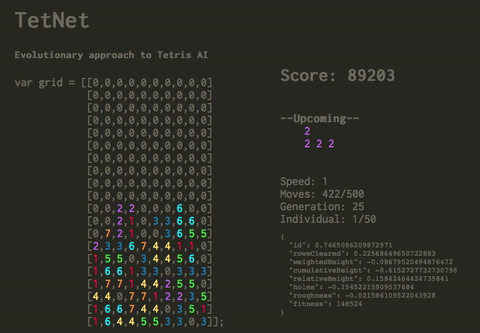 TetNet
Evolutionary approach to Tetris AI
var grid = [[0,0,0,0,0,0,0,0,0,0]
[0,0,0,0,0,0,0,0,0,0]
[0,0,0,0,0,0,0,0,0,0]
[0,0,0,0,0,0,0,0,0,0]
[0,0,0,0,0,0,0,0,0,0]
[0,0,0,0,0,0,0,0,0,0]
[0,0,0,0,0,0,0,0,0,0]
[0,0,0,0,0,0,0,0,0,0]
[0,0,0,0,0,0,0,0,0,0]
[0,0,0,0,0,0,0,0,0,0]
[0,0,2,2,0,0,0,6,0,0]
[0,0,2,1,0,3,3,6,6,0]
[0,7,2,1,0,0,3,6,5,5]
[2,3,3,6,7,4,4,1,1,0]
[1,5,5,0,3,4,4,5,6,0]
[1,6,6,1,3,3,0,3,3,3]
[1,7,7,1,4,4,2,5,5,0]
[4,4,0,7,7,1,2,2,3,5]
[1,6,6,7,4,4,0,3,5,1]
[1,6,4,4,5,5,3,3,0,3]];
Score: 89203
--Upcoming--
2
2 2 2
Speed: 1
Moves: 422/500
Generation: 25
Individual: 1/50
{
"id": 0.7465086209872971
"rowsCleared": 0.22568649650722883
"weightedHeight": -0.08679520494876472
"cumulativeHeight": -0.6152727732730796
"relativeHeight": 0.15842464424735841
"holes": -0.15452215909537684
"roughness": -0.021586109522043928
"fitness": 148524
}